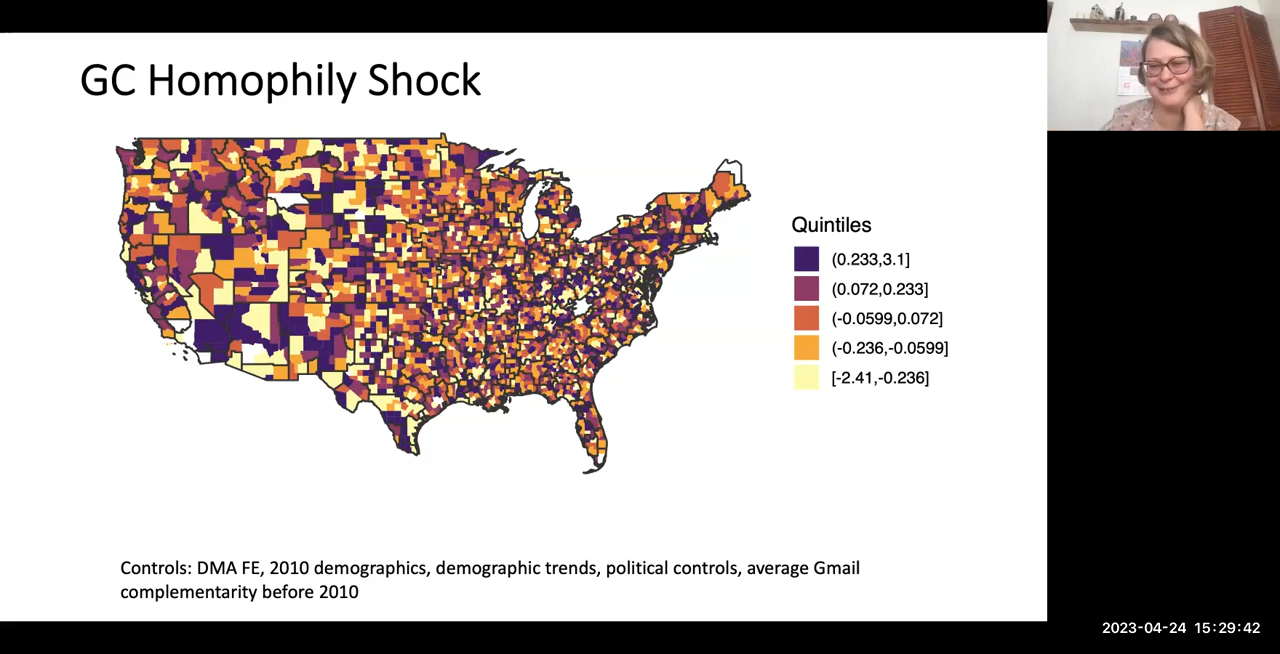 GC Homophily Shock
Quintiles
(0.233,3.1]
(0.072,0.233]
(-0.0599,0.072]
(-0.236,-0.0599]
[-2.41,-0.236]
Controls: DMA FE, 2010 demographics, demographic trends, political controls, average Gmail
complementarity before 2010
2023-04-24 15:29:42